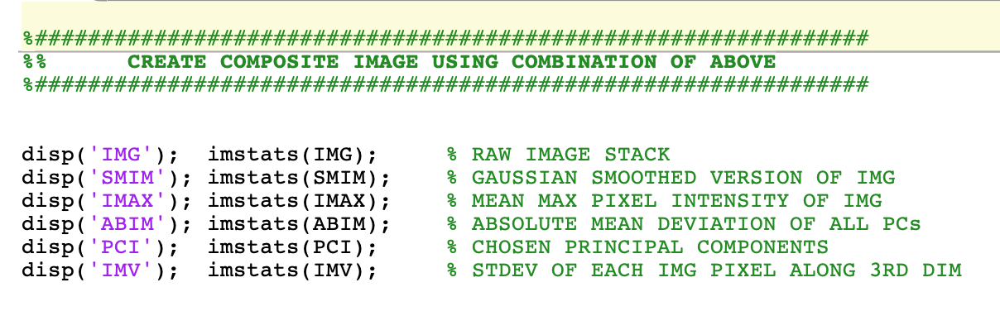 %###############################################################
%%      CREATE COMPOSITE IMAGE USING COMBINATION OF ABOVE
%###############################################################
disp('IMG');  imstats(IMG);     % RAW IMAGE STACK
disp('SMIM'); imstats(SMIM);    % GAUSSIAN SMOOTHED VERSION OF IMG
disp('IMAX'); imstats(IMAX);    % MEAN MAX PIXEL INTENSITY OF IMG
disp('ABIM'); imstats(ABIM);    % ABSOLUTE MEAN DEVIATION OF ALL PCs
disp('PCI');  imstats(PCI);     % CHOSEN PRINCIPAL COMPONENTS
disp('IMV');  imstats(IMV);     % STDEV OF EACH IMG PIXEL ALONG 3RD DIM